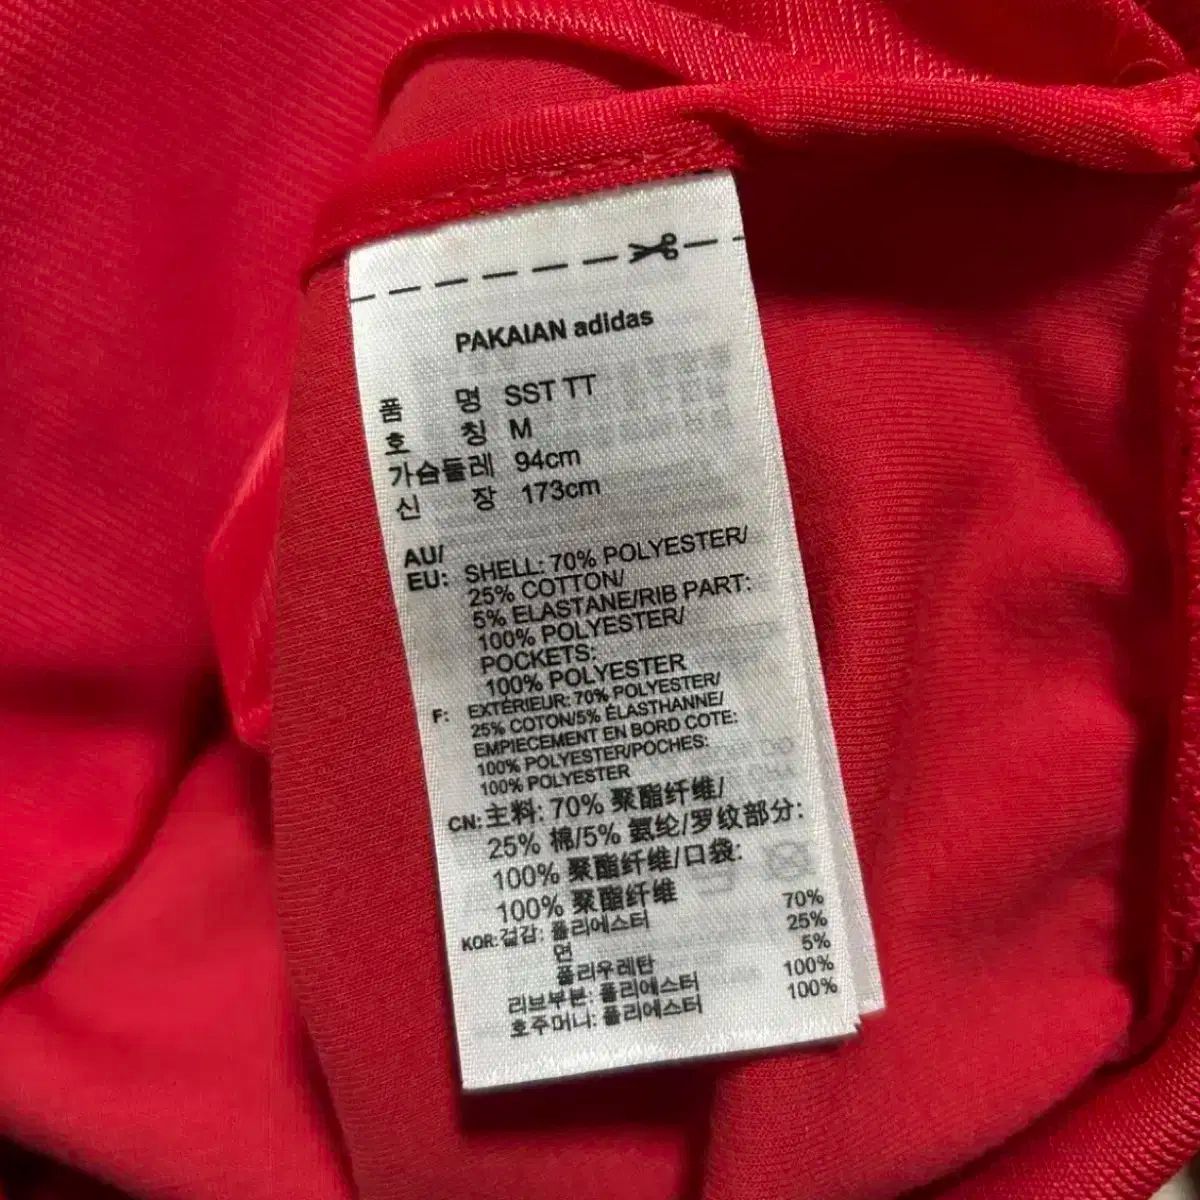 PAKAIAN adidas
품 명 SST TT
호 칭 M
가슴둘레 94cm
신 장 173cm
AU/
EU: SHELL: 70% POLYESTER/
25% COTTON/
5% ELASTANE/RIB PART:
100% POLYESTER/
POCKETS:
100% POLYESTER
F: EXTÉRIEUR: 70% POLYESTER/
25% COTON/5% ÉLASTHANNE/
EMPIECEMENT EN BORD COTE:
100% POLYESTER/POCHES:
100% POLYESTER
CN: 主料: 70% 聚酯纤维/
25% 棉/5% 氨纶/罗纹部分:
100% 聚酯纤维/口袋:
100% 聚酯纤维
KOR: 겉감: 폴리에스터 70%
면 25%
폴리우레탄 5%
리브부분: 폴리에스터 100%
호주머니: 폴리에스터 100%